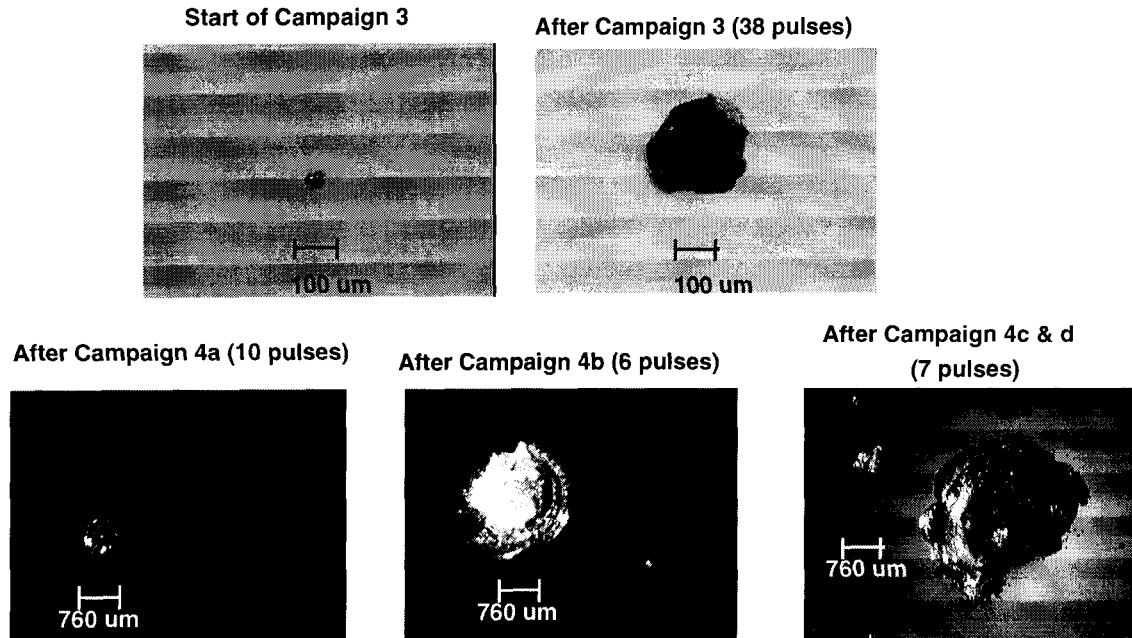 Start of Campaign 3
After Campaign 3 (38 pulses)
100 um
100 um
After Campaign 4a (10 pulses)
After Campaign 4b (6 pulses)
After Campaign 4c & d
(7 pulses)
760 um
760 um
760 um